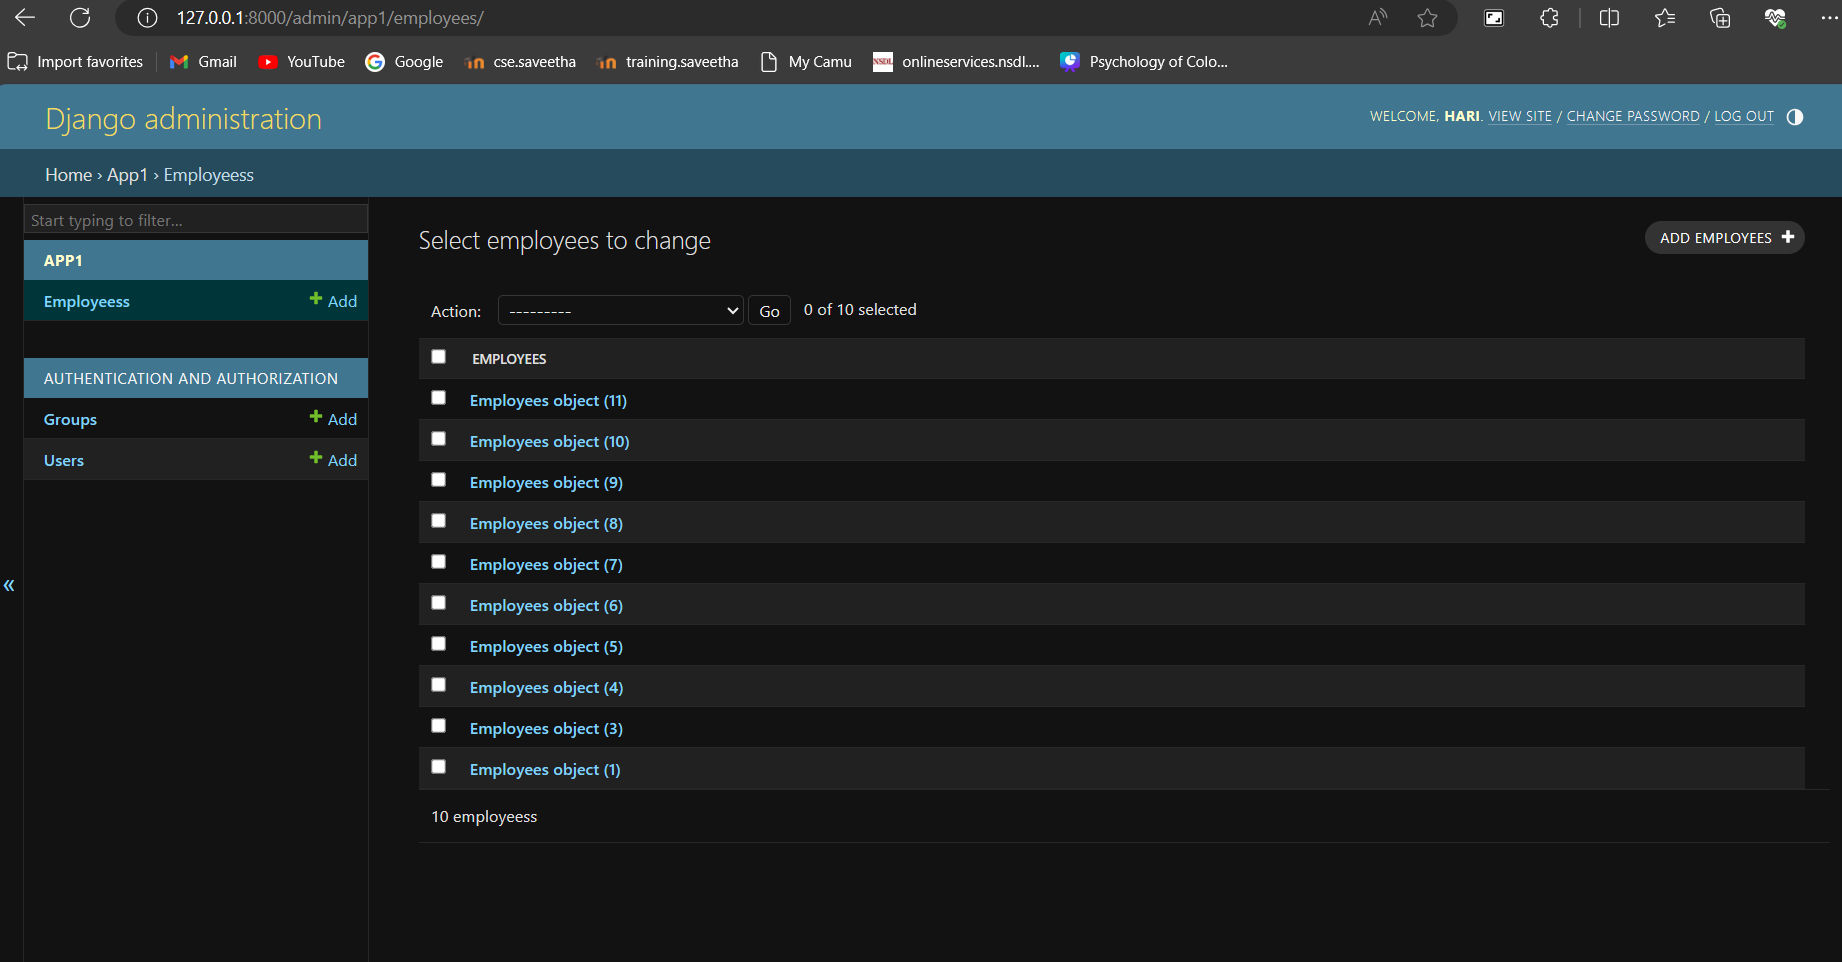 127.0.0.1:8000/admin/app1/employees/
Import favorites Gmail YouTube Google cse.saveetha training.saveetha My Camu NSDL onlineservices.nsdl.... Psychology of Colo...
Django administration
WELCOME, HARI. VIEW SITE / CHANGE PASSWORD / LOG OUT
Home › App1 › Employeess
Start typing to filter...
APP1
Employeess Add
AUTHENTICATION AND AUTHORIZATION
Groups Add
Users Add
«
Select employees to change
ADD EMPLOYEES
Action: --------- Go 0 of 10 selected
EMPLOYEES
Employees object (11)
Employees object (10)
Employees object (9)
Employees object (8)
Employees object (7)
Employees object (6)
Employees object (5)
Employees object (4)
Employees object (3)
Employees object (1)
10 employeess